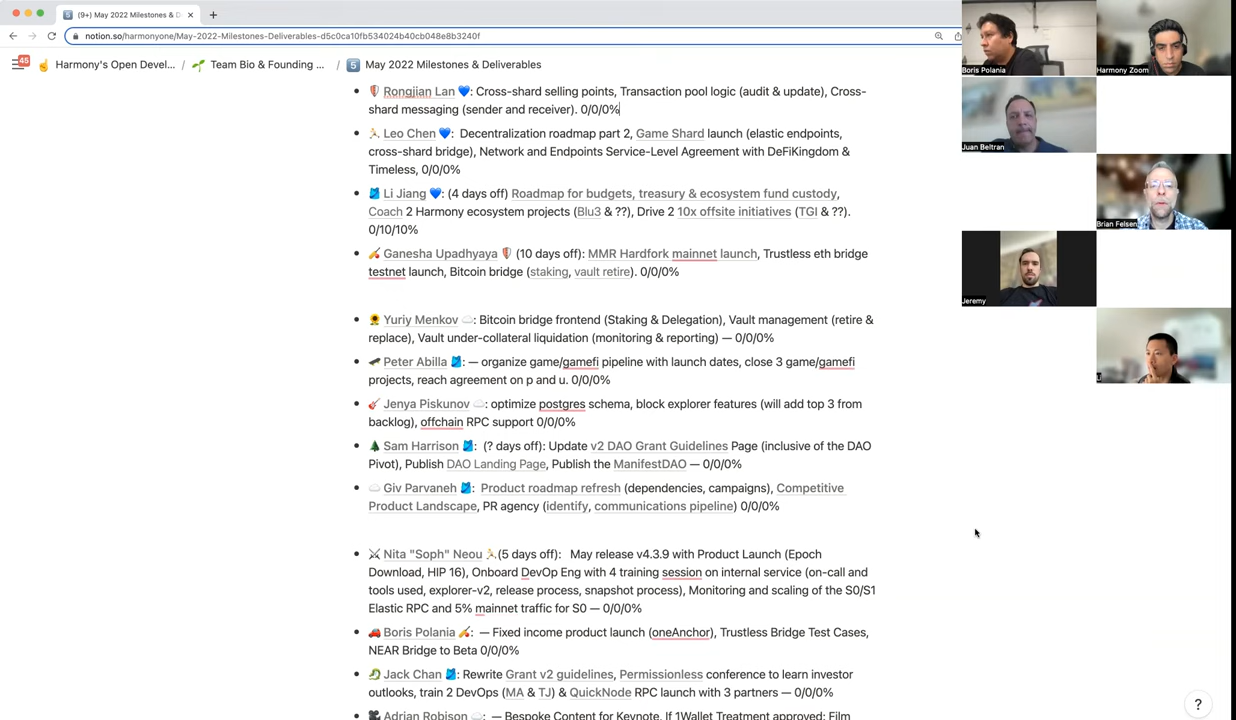 (9+) May 2022 Milestones & D
notion.so/harmonyone/May-2022-Milestones-Deliverables-d5c0ca10fb534024b40cb048e8b3240f
45
Harmony's Open Devel... / Team Bio & Founding ... / May 2022 Milestones & Deliverables
Rongjian Lan 💙: Cross-shard selling points, Transaction pool logic (audit & update), Cross-
shard messaging (sender and receiver). 0/0/0%
Leo Chen 💙: Decentralization roadmap part 2, Game Shard launch (elastic endpoints,
cross-shard bridge), Network and Endpoints Service-Level Agreement with DeFiKingdom &
Timeless, 0/0/0%
Li Jiang 💙: (4 days off) Roadmap for budgets, treasury & ecosystem fund custody,
Coach 2 Harmony ecosystem projects (Blu3 & ??), Drive 2 10x offsite initiatives (TGI & ??).
0/10/10%
Ganesha Upadhyaya (10 days off): MMR Hardfork mainnet launch, Trustless eth bridge
testnet launch, Bitcoin bridge (staking, vault retire). 0/0/0%
Yuriy Menkov : Bitcoin bridge frontend (Staking & Delegation), Vault management (retire &
replace), Vault under-collateral liquidation (monitoring & reporting) — 0/0/0%
Peter Abilla : — organize game/gamefi pipeline with launch dates, close 3 game/gamefi
projects, reach agreement on p and u. 0/0/0%
Jenya Piskunov : optimize postgres schema, block explorer features (will add top 3 from
backlog), offchain RPC support 0/0/0%
Sam Harrison : (? days off): Update v2 DAO Grant Guidelines Page (inclusive of the DAO
Pivot), Publish DAO Landing Page, Publish the ManifestDAO — 0/0/0%
Giv Parvaneh : Product roadmap refresh (dependencies, campaigns), Competitive
Product Landscape, PR agency (identify, communications pipeline) 0/0/0%
Nita "Soph" Neou (5 days off): May release v4.3.9 with Product Launch (Epoch
Download, HIP 16), Onboard DevOp Eng with 4 training session on internal service (on-call and
tools used, explorer-v2, release process, snapshot process), Monitoring and scaling of the S0/S1
Elastic RPC and 5% mainnet traffic for S0 — 0/0/0%
Boris Polania : — Fixed income product launch (oneAnchor), Trustless Bridge Test Cases,
NEAR Bridge to Beta 0/0/0%
Jack Chan : Rewrite Grant v2 guidelines, Permissionless conference to learn investor
outlooks, train 2 DevOps (MA & TJ) & QuickNode RPC launch with 3 partners — 0/0/0%
Adrian Robison : — Bespoke Content for Keynote. If 1Wallet Treatment approved: Film
Boris Polania
Harmony Zoom
Juan Beltran
Brian Felsen
Jeremy
?